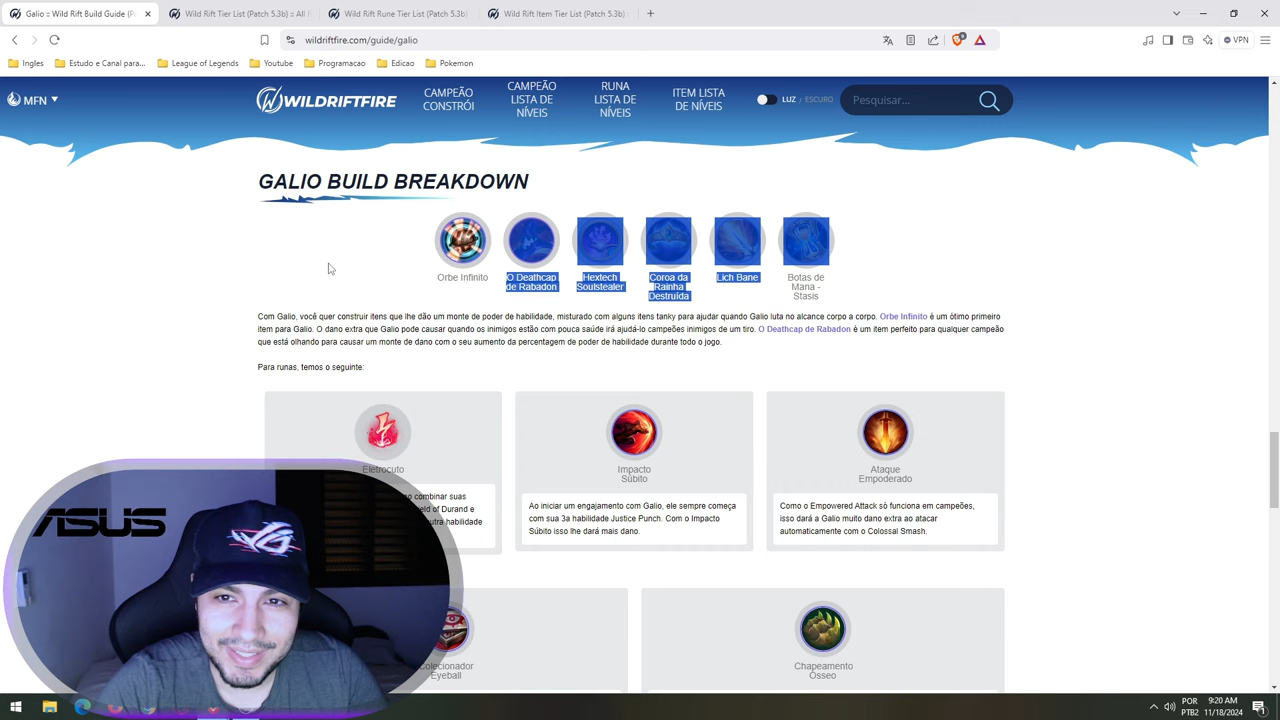 Galio = Wild Rift Build Guide (P
Wild Rift Tier List (Patch 5.3b) = All R
Wild Rift Rune Tier List (Patch 5.3b)
Wild Rift Item Tier List (Patch 5.3b)
wildriftfire.com/guide/galio
VPN
Ingles
Estudo e Canal para...
League of Legends
Youtube
Programacao
Edicao
Pokemon
MFN
WILDRIFTFIRE
CAMPEÃO
CONSTRÓI
CAMPEÃO
LISTA DE
NÍVEIS
RUNA
LISTA DE
NÍVEIS
ITEM LISTA
DE NÍVEIS
LUZ / ESCURO
Pesquisar...
GALIO BUILD BREAKDOWN
Orbe Infinito
O Deathcap
de Rabadon
Hextech
Soulstealer
Coroa da
Rainha
Destruída
Lich Bane
Botas de
Mana -
Stasis
Com Galio, você quer construir itens que lhe dão um monte de poder de habilidade, misturado com alguns itens tanky para ajudar quando Galio luta no alcance corpo a corpo. Orbe Infinito é um ótimo primeiro
item para Galio. O dano extra que Galio pode causar quando os inimigos estão com pouca saúde irá ajudá-lo campeões inimigos de um tiro. O Deathcap de Rabadon é um item perfeito para qualquer campeão
que está olhando para causar um monte de dano com o seu aumento da percentagem de poder de habilidade durante todo o jogo.
Para runas, temos o seguinte:
Eletrocuto
combinar suas
ield of Durand e
utra habilidade
Impacto
Súbito
Ao iniciar um engajamento com Galio, ele sempre começa
com sua 3a habilidade Justice Punch. Com o Impacto
Súbito isso lhe dará mais dano.
Ataque
Empoderado
Como o Empowered Attack só funciona em campeões,
isso dará a Galio muito dano extra ao atacar
automaticamente com o Colossal Smash.
Colecionador
Eyeball
Chapeamento
Ósseo
ASUS
POR
PTB2
9:20 AM
11/18/2024